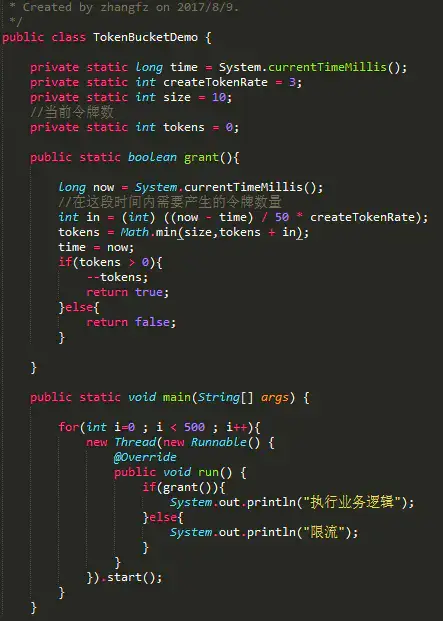 * Created by zhangfz on 2017/8/9.
 */
public class TokenBucketDemo {

    private static long time = System.currentTimeMillis();
    private static int createTokenRate = 3;
    private static int size = 10;
    //当前令牌数
    private static int tokens = 0;

    public static boolean grant(){

        long now = System.currentTimeMillis();
        //在这段时间内需要产生的令牌数量
        int in = (int) ((now - time) / 50 * createTokenRate);
        tokens = Math.min(size,tokens + in);
        time = now;
        if(tokens > 0){
            --tokens;
            return true;
        }else{
            return false;
        }

    }

    public static void main(String[] args) {

        for(int i=0 ; i < 500 ; i++){
            new Thread(new Runnable() {
                @Override
                public void run() {
                    if(grant()){
                        System.out.println("执行业务逻辑");
                    }else{
                        System.out.println("限流");
                    }
                }
            }).start();
        }
    }